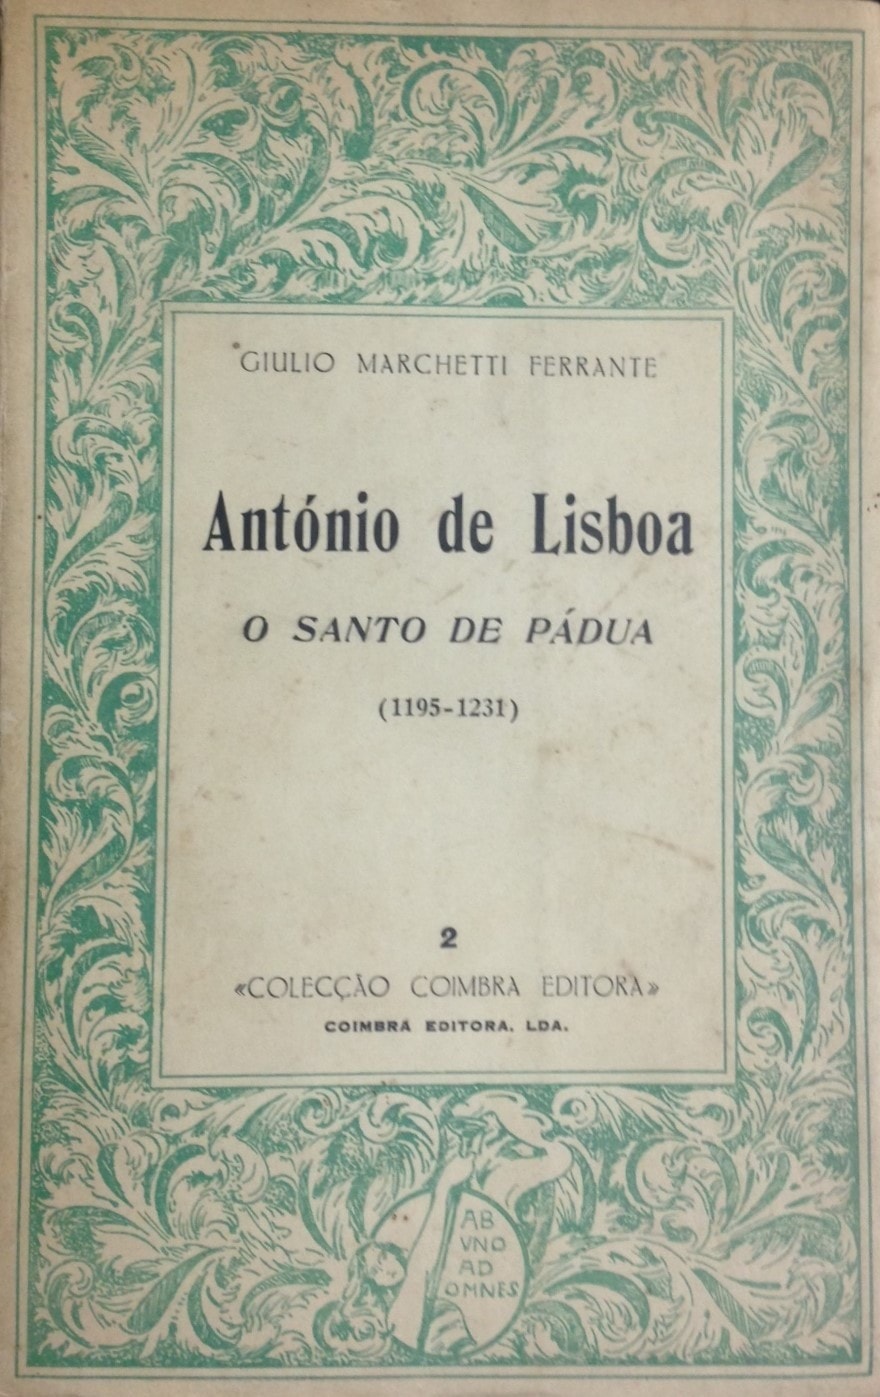 GIULIO MARCHETTI FERRANTE
António de Lisboa
O SANTO DE PÁDUA
(1195-1231)
2
«COLECÇÃO COIMBRA EDITORA»
COIMBRA EDITORA, LDA.
AB
VNO
AD
OMNES